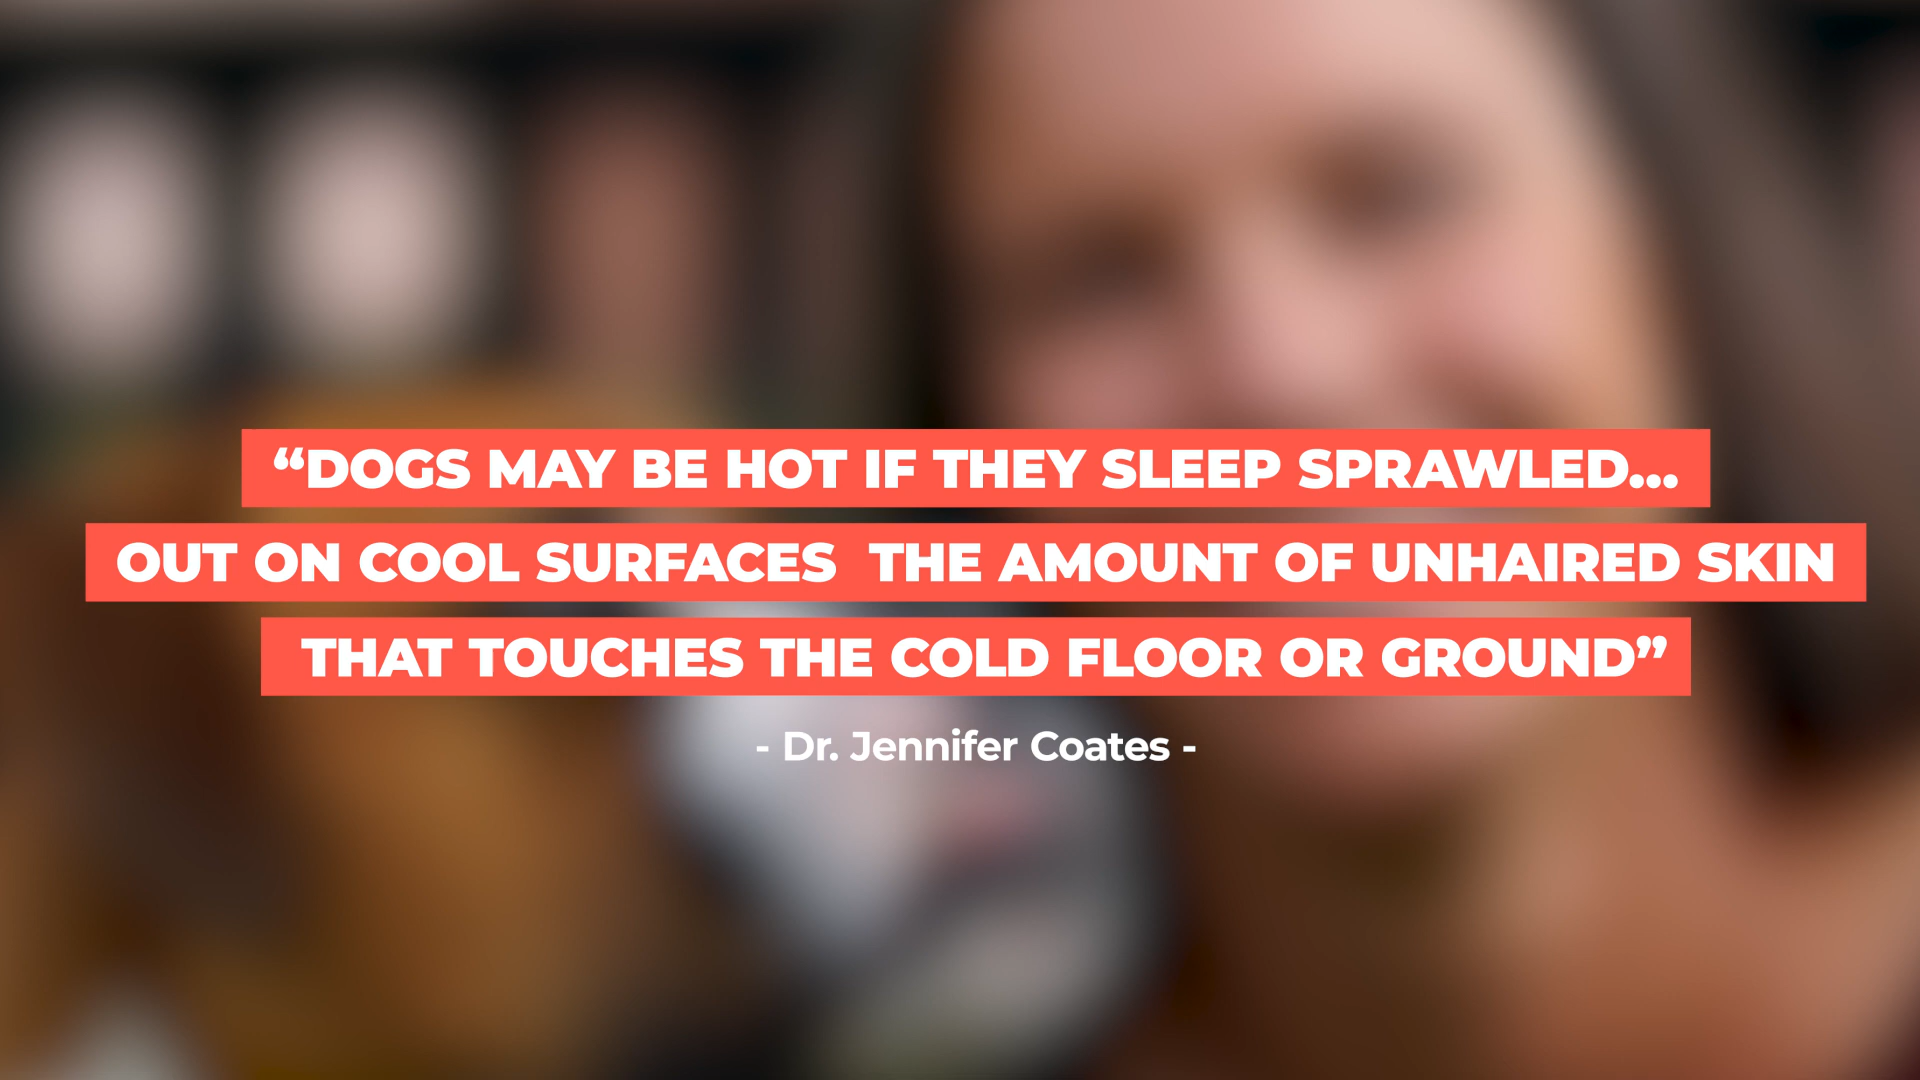 “DOGS MAY BE HOT IF THEY SLEEP SPRAWLED...
OUT ON COOL SURFACES  THE AMOUNT OF UNHAIRED SKIN
THAT TOUCHES THE COLD FLOOR OR GROUND”
- Dr. Jennifer Coates -